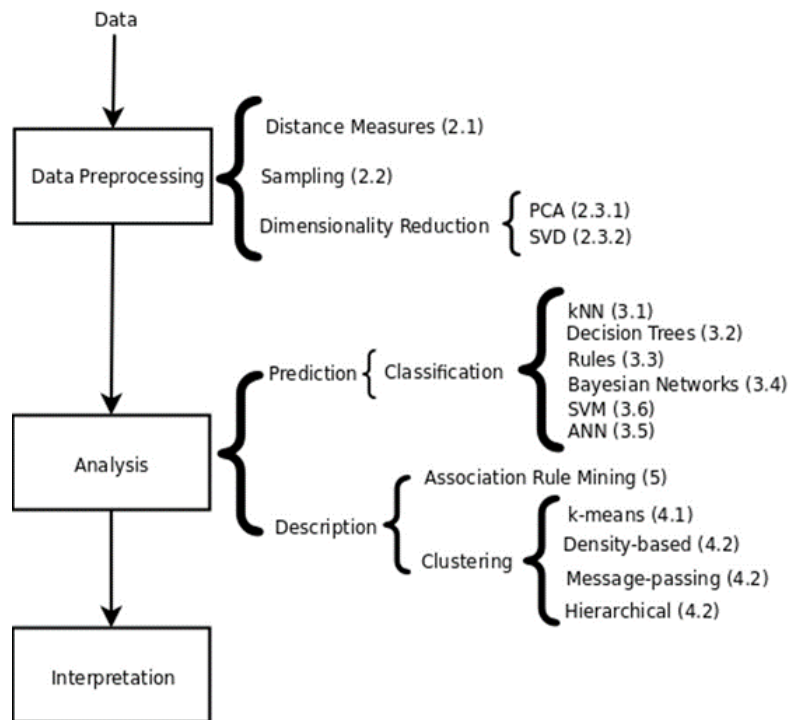 Data
Data Preprocessing
Distance Measures (2.1)
Sampling (2.2)
Dimensionality Reduction
PCA (2.3.1)
SVD (2.3.2)
Analysis
Prediction
Classification
kNN (3.1)
Decision Trees (3.2)
Rules (3.3)
Bayesian Networks (3.4)
SVM (3.6)
ANN (3.5)
Description
Association Rule Mining (5)
Clustering
k-means (4.1)
Density-based (4.2)
Message-passing (4.2)
Hierarchical (4.2)
Interpretation